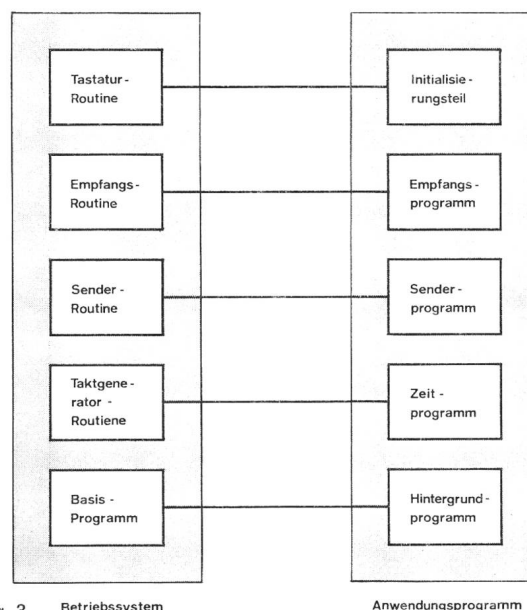 Tastatur-
Routine
Initialisie-
rungsteil
Empfangs-
Routine
Empfangs-
programm
Sender-
Routine
Sender-
programm
Taktgene-
rator-
Routiene
Zeit-
programm
Basis-
Programm
Hintergrund-
programm
2 Betriebssystem
Anwendungsprogramm